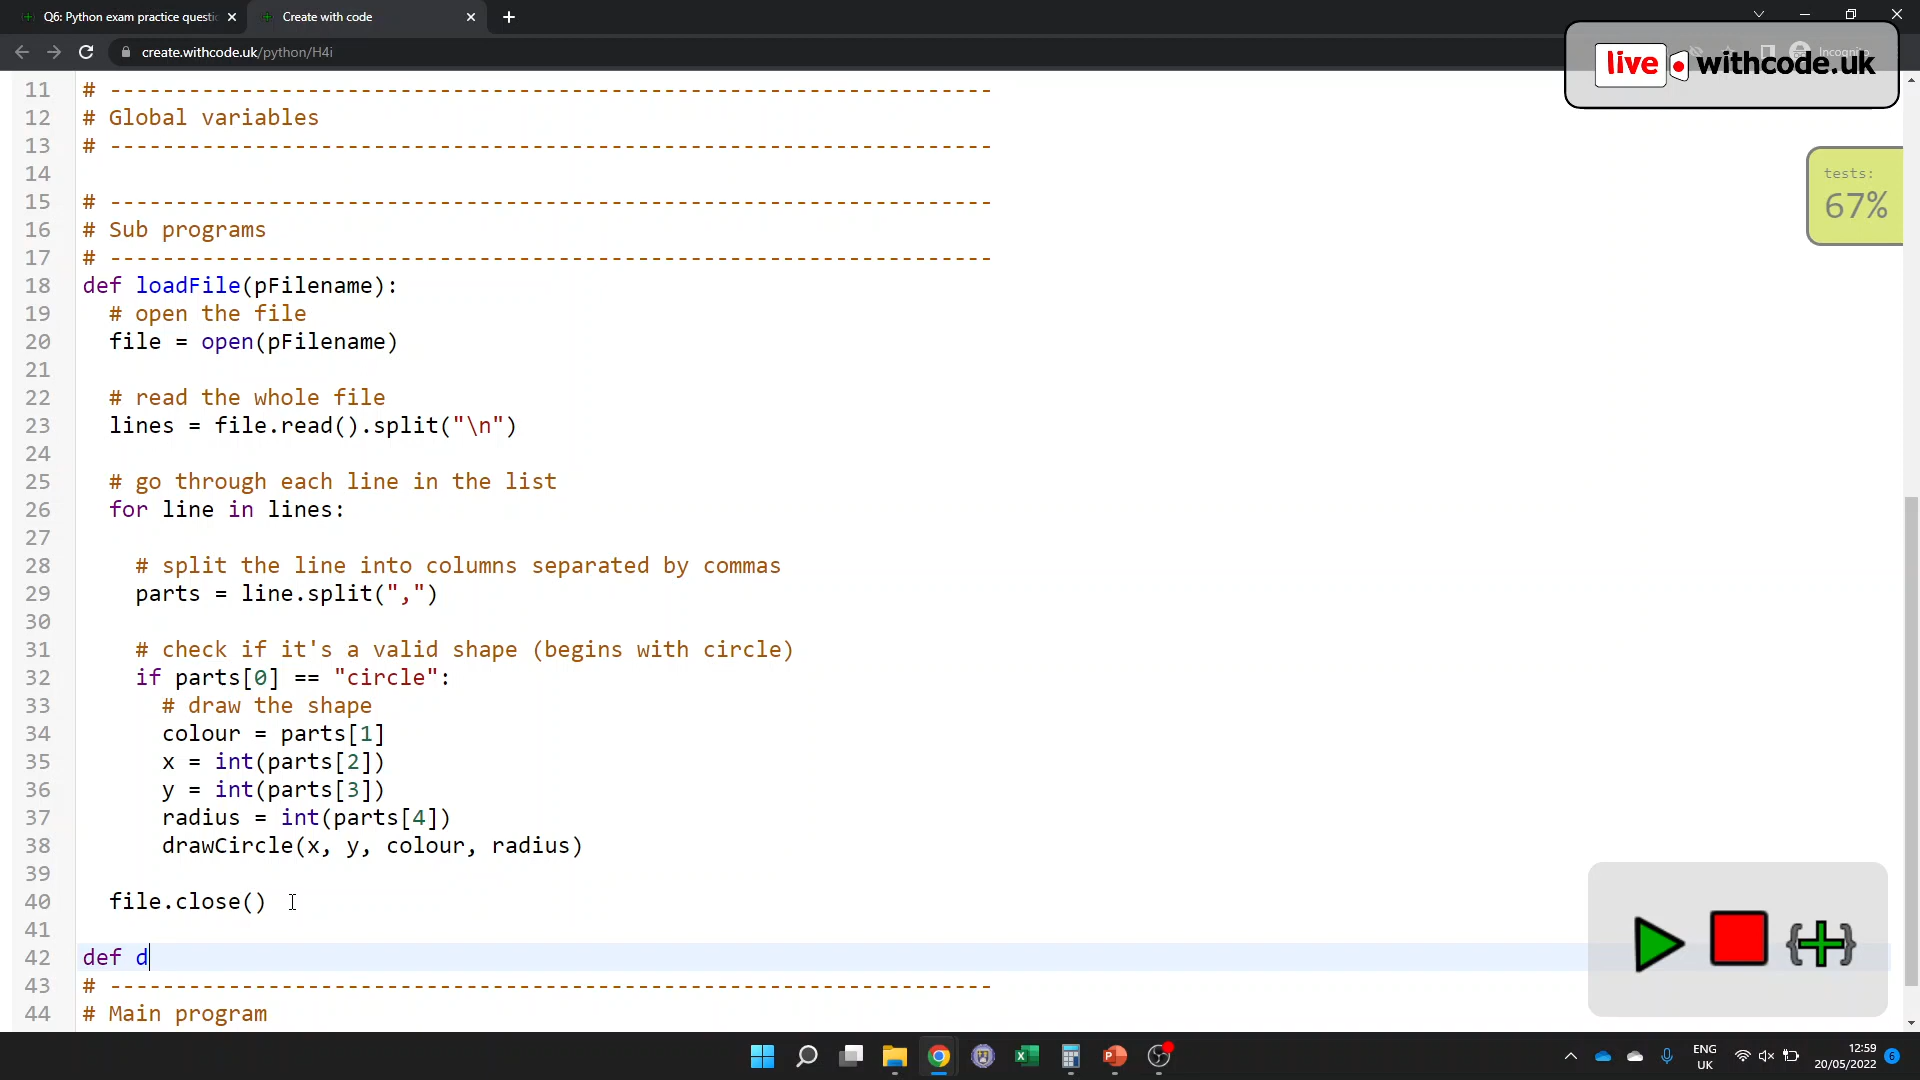 Q6: Python exam practice questi
Create with code
create.withcode.uk/python/H4i
Incognito
live withcode.uk
tests:
67%
11 # -------------------------------------------------------------------
12 # Global variables
13 # -------------------------------------------------------------------
14
15 # -------------------------------------------------------------------
16 # Sub programs
17 # -------------------------------------------------------------------
18 def loadFile(pFilename):
19   # open the file
20   file = open(pFilename)
21
22   # read the whole file
23   lines = file.read().split("\n")
24
25   # go through each line in the list
26   for line in lines:
27
28     # split the line into columns separated by commas
29     parts = line.split(",")
30
31     # check if it's a valid shape (begins with circle)
32     if parts[0] == "circle":
33       # draw the shape
34       colour = parts[1]
35       x = int(parts[2])
36       y = int(parts[3])
37       radius = int(parts[4])
38       drawCircle(x, y, colour, radius)
39
40   file.close()
41
42 def d
43 # -------------------------------------------------------------------
44 # Main program
{+}
ENG
UK
12:59
20/05/2022
6